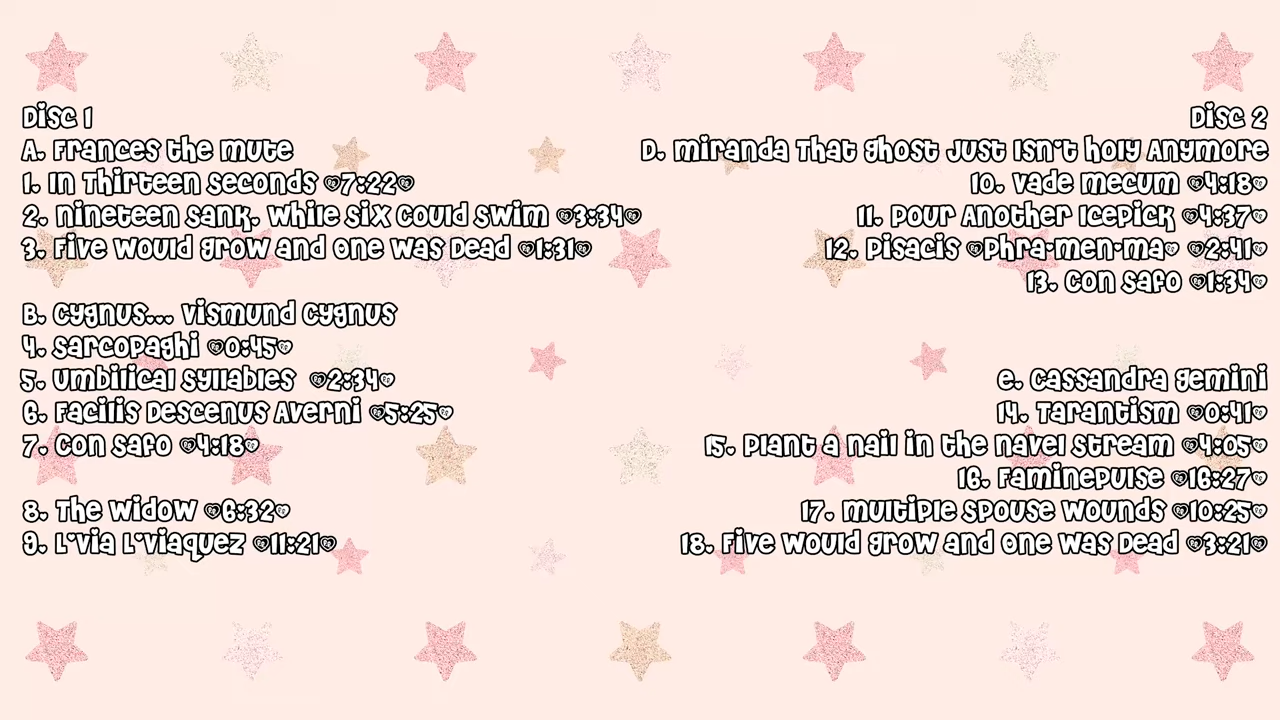 Disc 1
A. Frances the mute
1. In Thirteen Seconds (7:22)
2. Nineteen Sank, While Six Could Swim (3:34)
3. Five Would Grow and One Was Dead (1:31)
B. Cygnus... Vismund Cygnus
4. Sarcopaghi (0:45)
5. Umbilical Syllables (2:34)
6. Facilis Descenus Averni (5:25)
7. Con Safo (4:18)
8. The Widow (6:32)
9. L'Via L'Viaquez (11:21)
Disc 2
D. Miranda That Ghost Just Isn't Holy Anymore
10. Vade Mecum (4:18)
11. Pour Another Icepick (4:37)
12. Pisacis (Phra-Men-Ma) (2:41)
13. Con Safo (1:34)
e. Cassandra Gemini
14. Tarantism (0:41)
15. Plant a Nail in the Navel Stream (4:05)
16. Faminepulse (16:27)
17. Multiple Spouse Wounds (10:25)
18. Five Would Grow and One Was Dead (3:21)